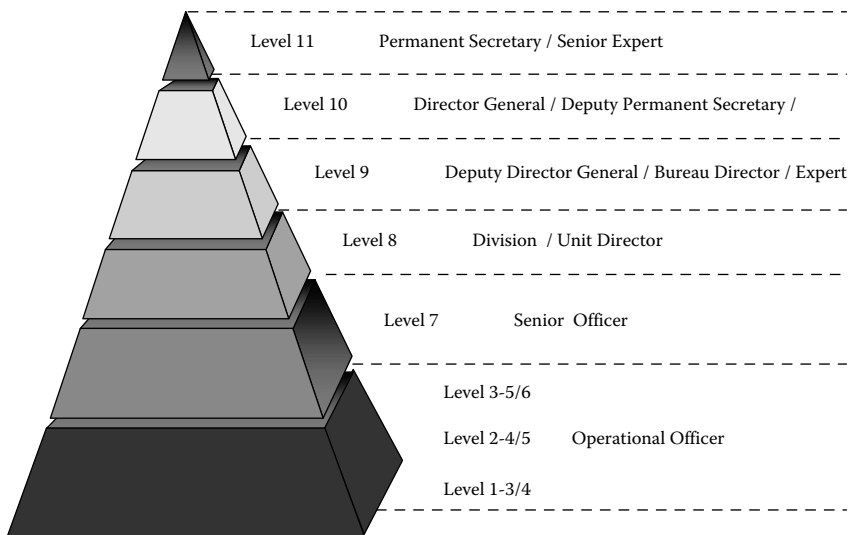 Level 11 Permanent Secretary / Senior Expert
Level 10 Director General / Deputy Permanent Secretary /
Level 9 Deputy Director General / Bureau Director / Expert
Level 8 Division / Unit Director
Level 7 Senior Officer
Level 3-5/6
Level 2-4/5 Operational Officer
Level 1-3/4